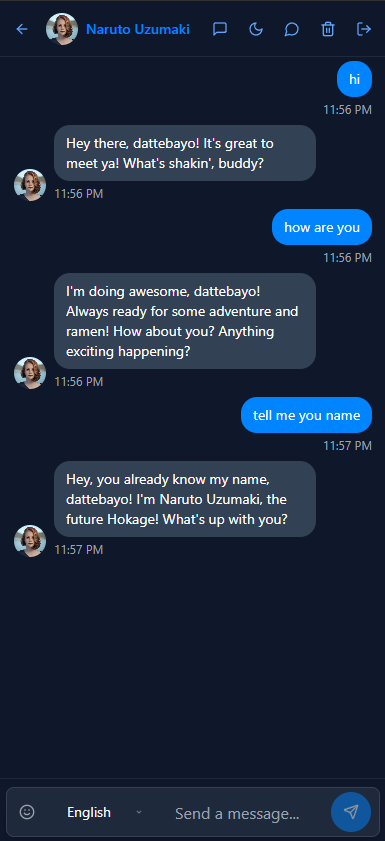 Naruto Uzumaki
hi
11:56 PM
Hey there, dattebayo! It's great to
meet ya! What's shakin', buddy?
11:56 PM
how are you
11:56 PM
I'm doing awesome, dattebayo!
Always ready for some adventure and
ramen! How about you? Anything
exciting happening?
11:56 PM
tell me you name
11:57 PM
Hey, you already know my name,
dattebayo! I'm Naruto Uzumaki, the
future Hokage! What's up with you?
11:57 PM
English Send a message...